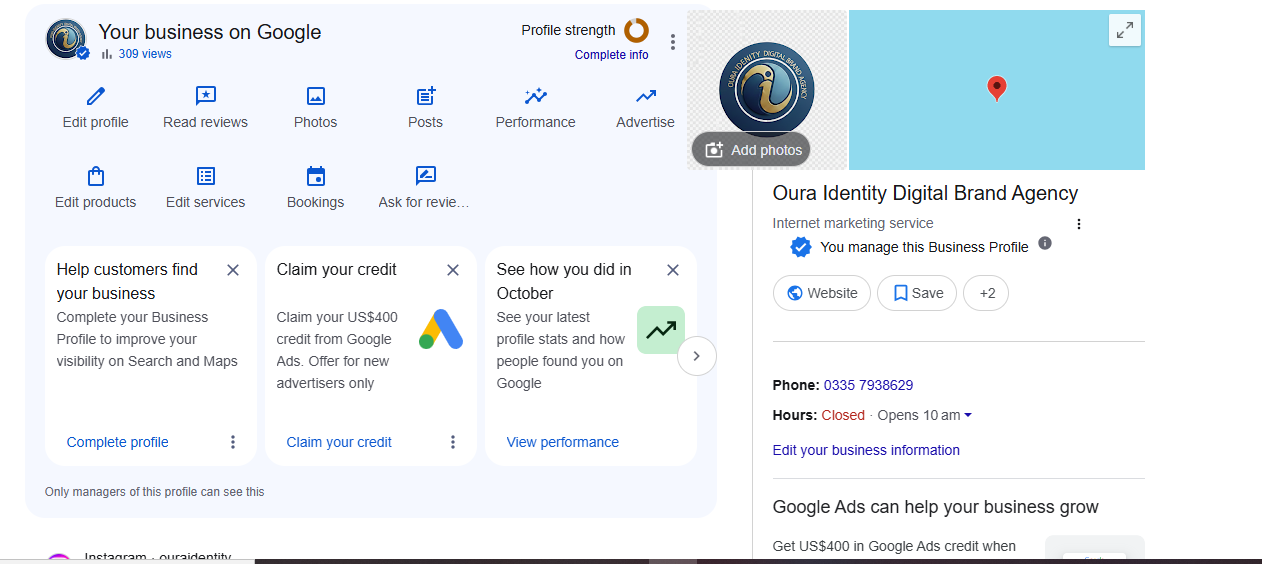 Your business on Google
309 views
Profile strength
Complete info
Edit profile
Read reviews
Photos
Posts
Performance
Advertise
Edit products
Edit services
Bookings
Ask for revie…
Help customers find
your business
Complete your Business
Profile to improve your
visibility on Search and Maps
Complete profile
Claim your credit
Claim your US$400
credit from Google
Ads. Offer for new
advertisers only
Claim your credit
See how you did in
October
See your latest
profile stats and how
people found you on
Google
View performance
Only managers of this profile can see this
Instagram · ouraidentity
OURA IDENITY DIGITAL BRAND AGENCY
Add photos
Oura Identity Digital Brand Agency
Internet marketing service
You manage this Business Profile
Website
Save
+2
Phone: 0335 7938629
Hours: Closed · Opens 10 am
Edit your business information
Google Ads can help your business grow
Get US$400 in Google Ads credit when